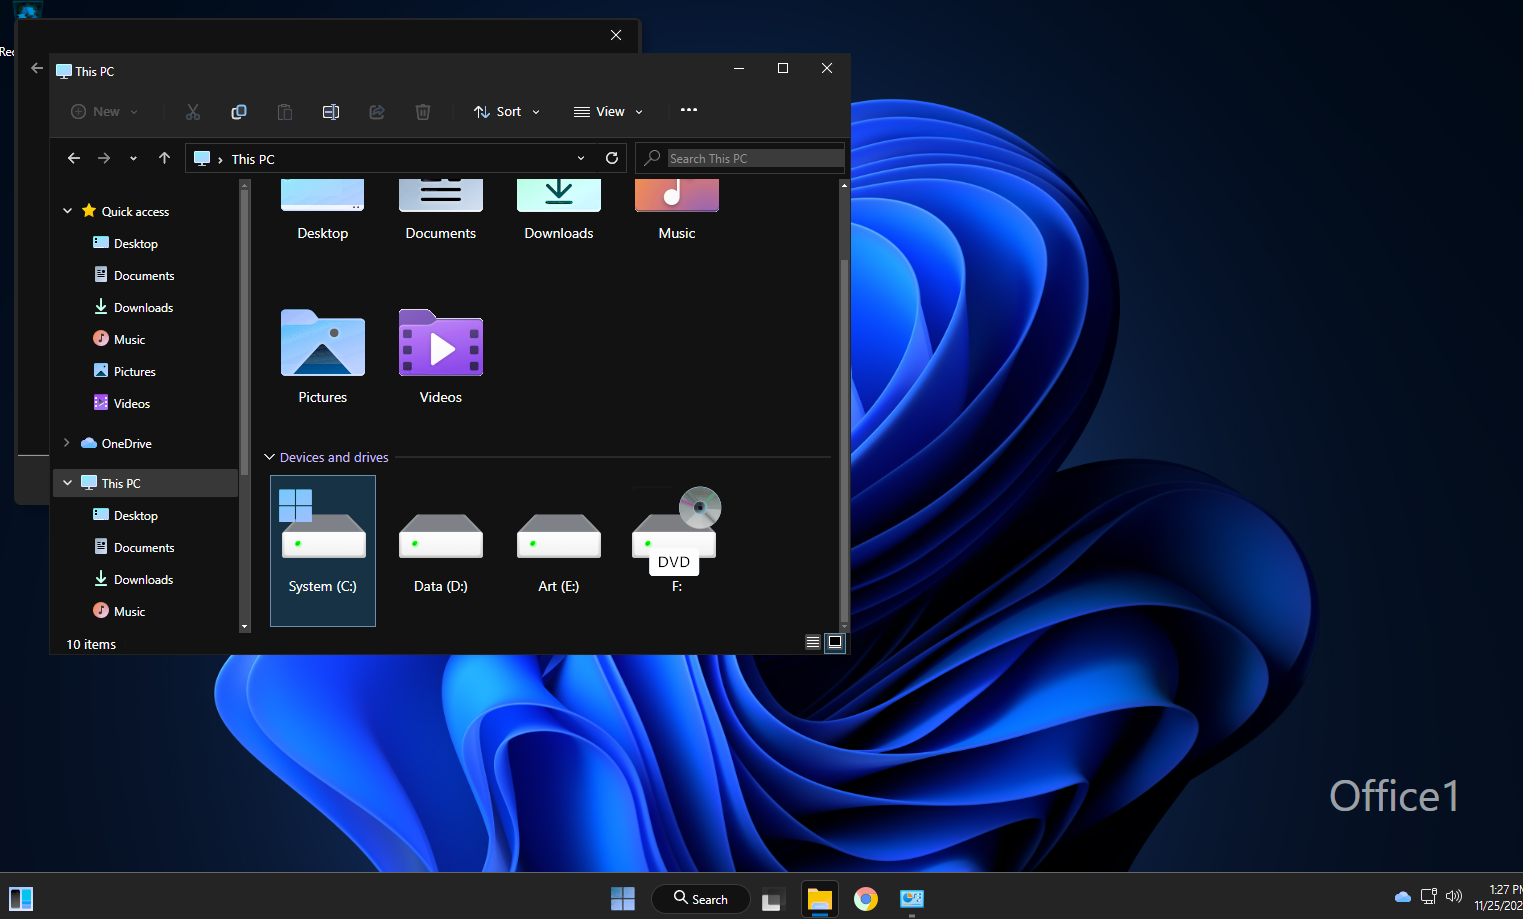 Rec
This PC
New
Sort
View
This PC
Search This PC
Quick access
Desktop
Documents
Downloads
Music
Pictures
Videos
OneDrive
This PC
Desktop
Documents
Downloads
Music
Desktop
Documents
Downloads
Music
Pictures
Videos
Devices and drives
System (C:)
Data (D:)
Art (E:)
DVD
F:
10 items
Office1
Search
1:27 PM
11/25/202